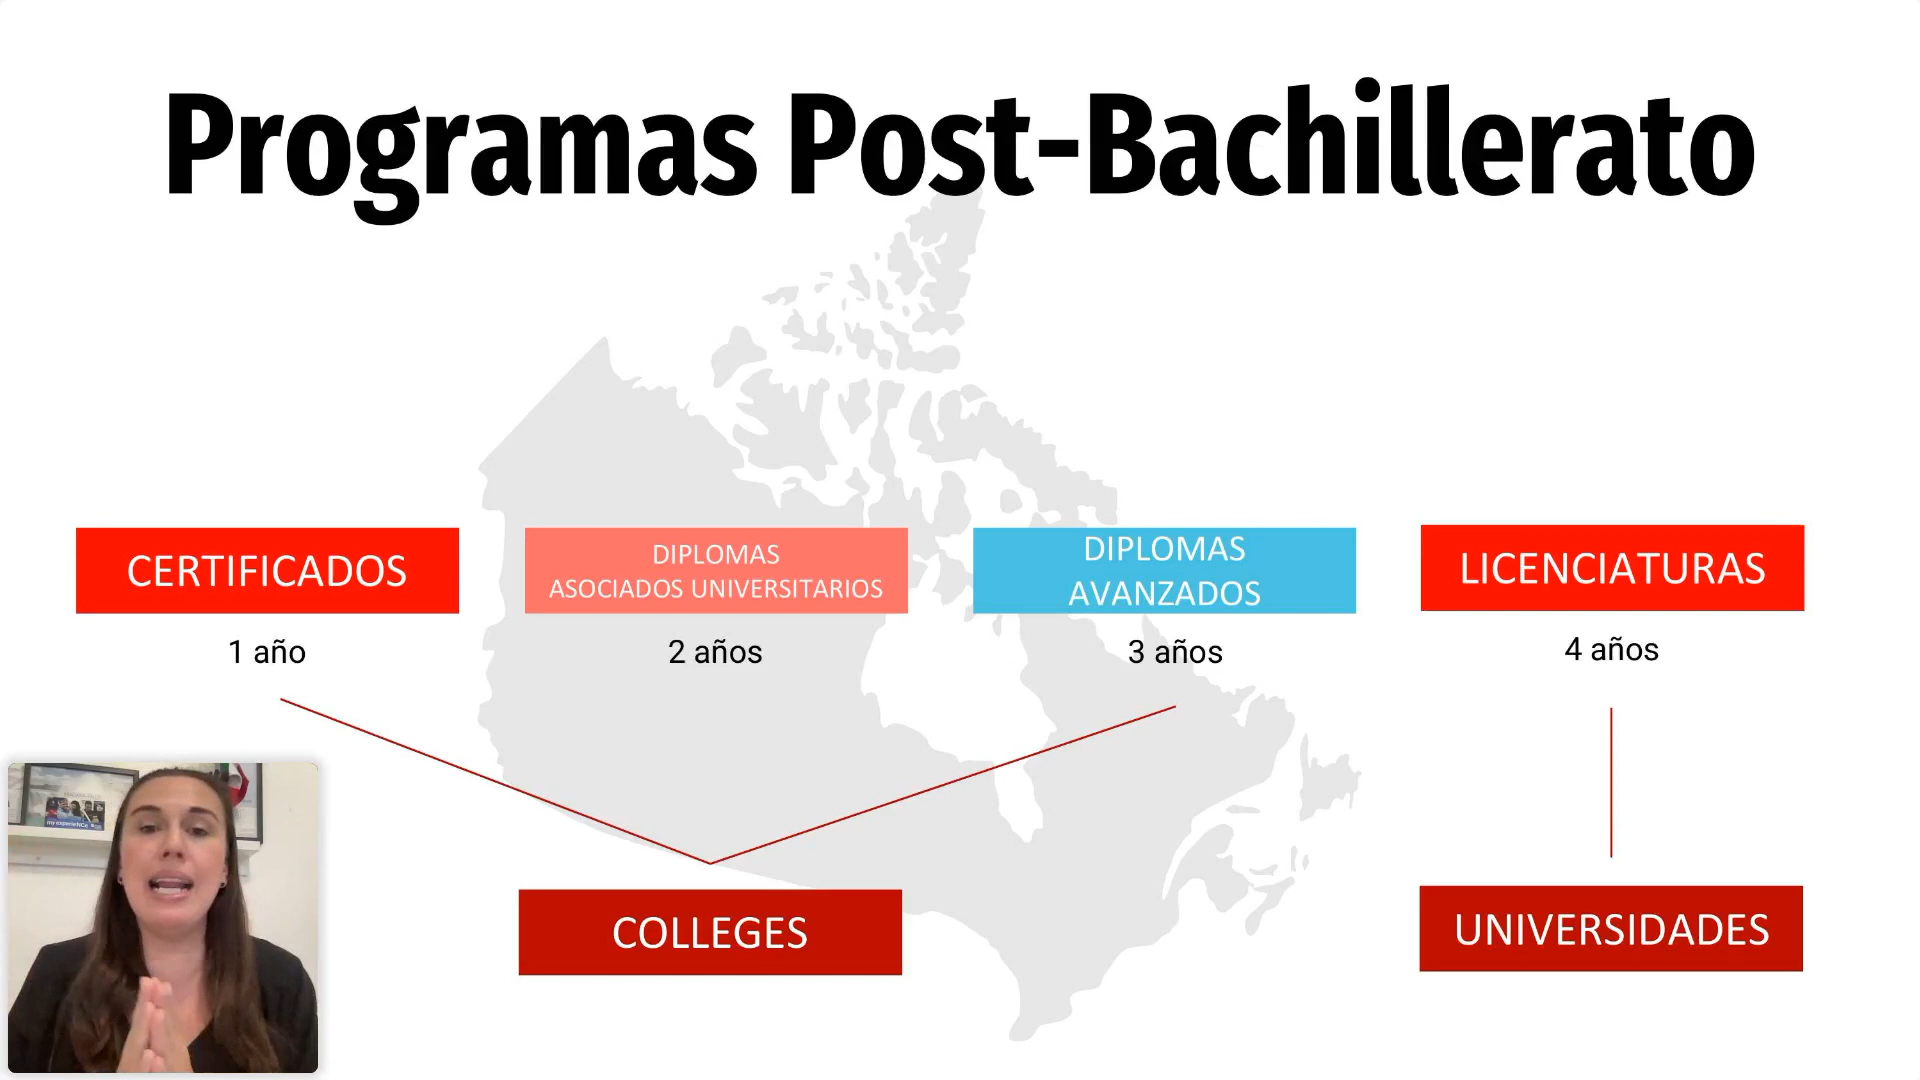 Programas Post-Bachillerato
CERTIFICADOS
1 año
DIPLOMAS
ASOCIADOS UNIVERSITARIOS
2 años
DIPLOMAS
AVANZADOS
3 años
LICENCIATURAS
4 años
COLLEGES
UNIVERSIDADES